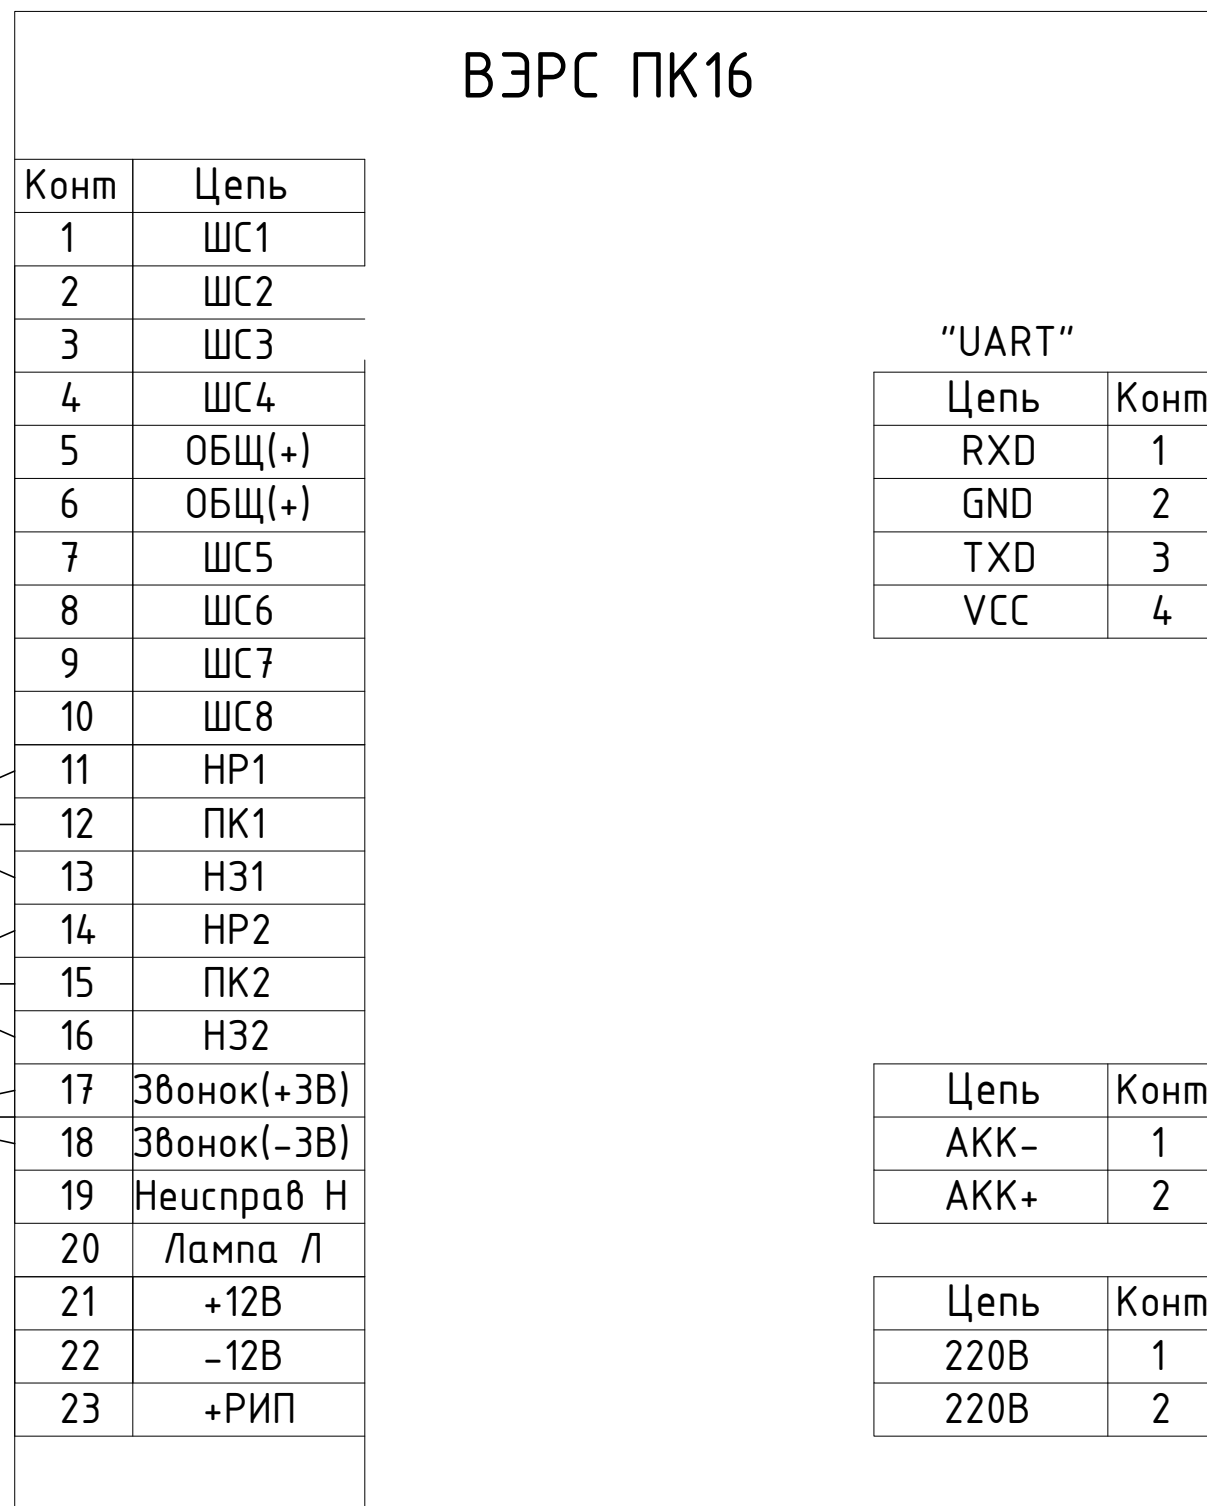 ВЭРС ПК16
Конт Цепь
1 ШС1
2 ШС2
3 ШС3
4 ШС4
5 ОБЩ(+)
6 ОБЩ(+)
7 ШС5
8 ШС6
9 ШС7
10 ШС8
11 НР1
12 ПК1
13 НЗ1
14 НР2
15 ПК2
16 НЗ2
17 Звонок(+ЗВ)
18 Звонок(-ЗВ)
19 Неисправ Н
20 Лампа Л
21 +12В
22 -12В
23 +РИП
"UART"
Цепь Конт
RXD 1
GND 2
TXD 3
VCC 4
Цепь Конт
АКК- 1
АКК+ 2
Цепь Конт
220В 1
220В 2